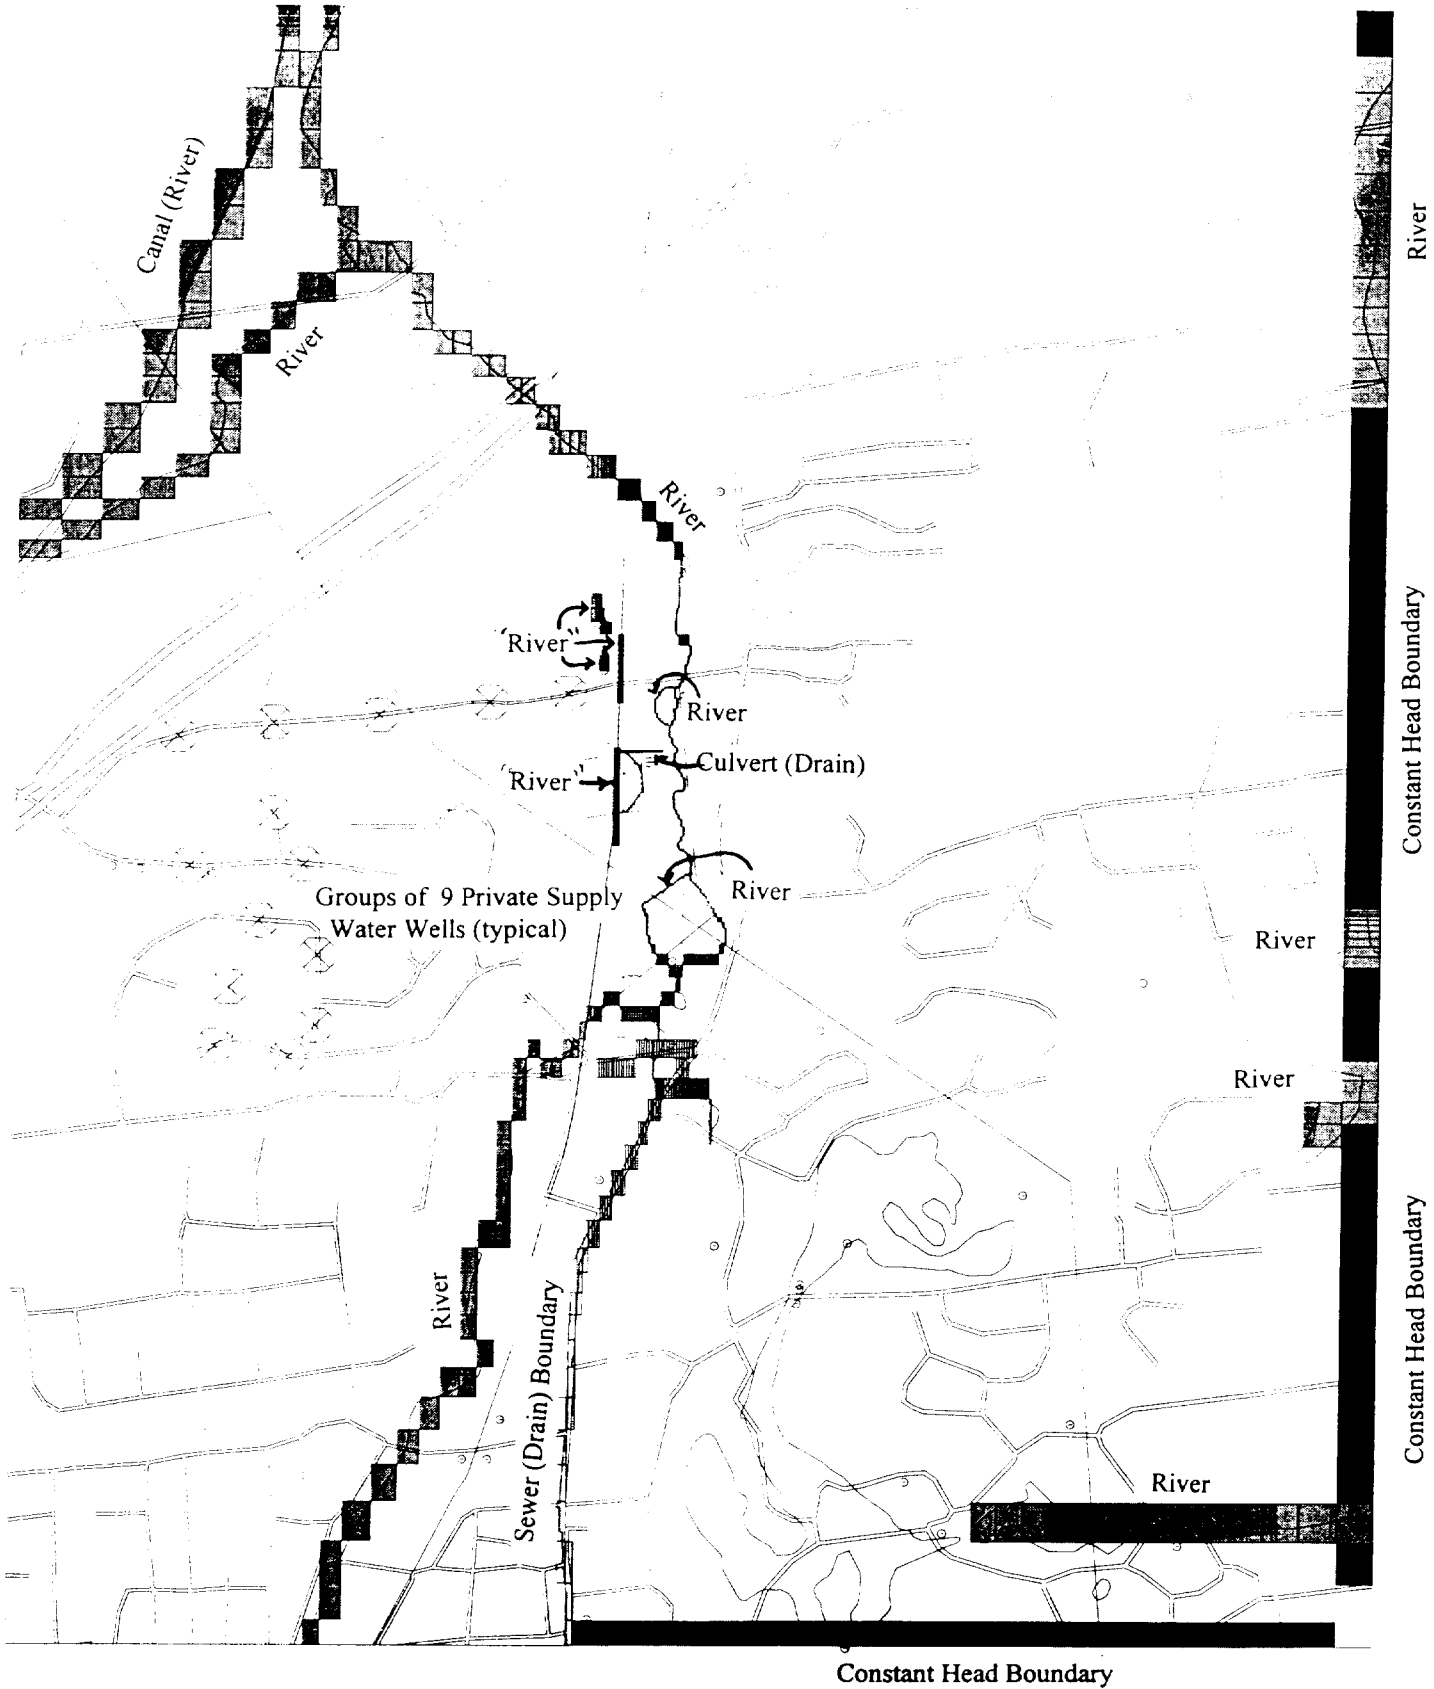 Canal (River)
River
River
River
"River"
River
Culvert (Drain)
"River"
Constant Head Boundary
Groups of 9 Private Supply
Water Wells (typical)
River
River
River
River
Sewer (Drain) Boundary
Constant Head Boundary
River
Constant Head Boundary